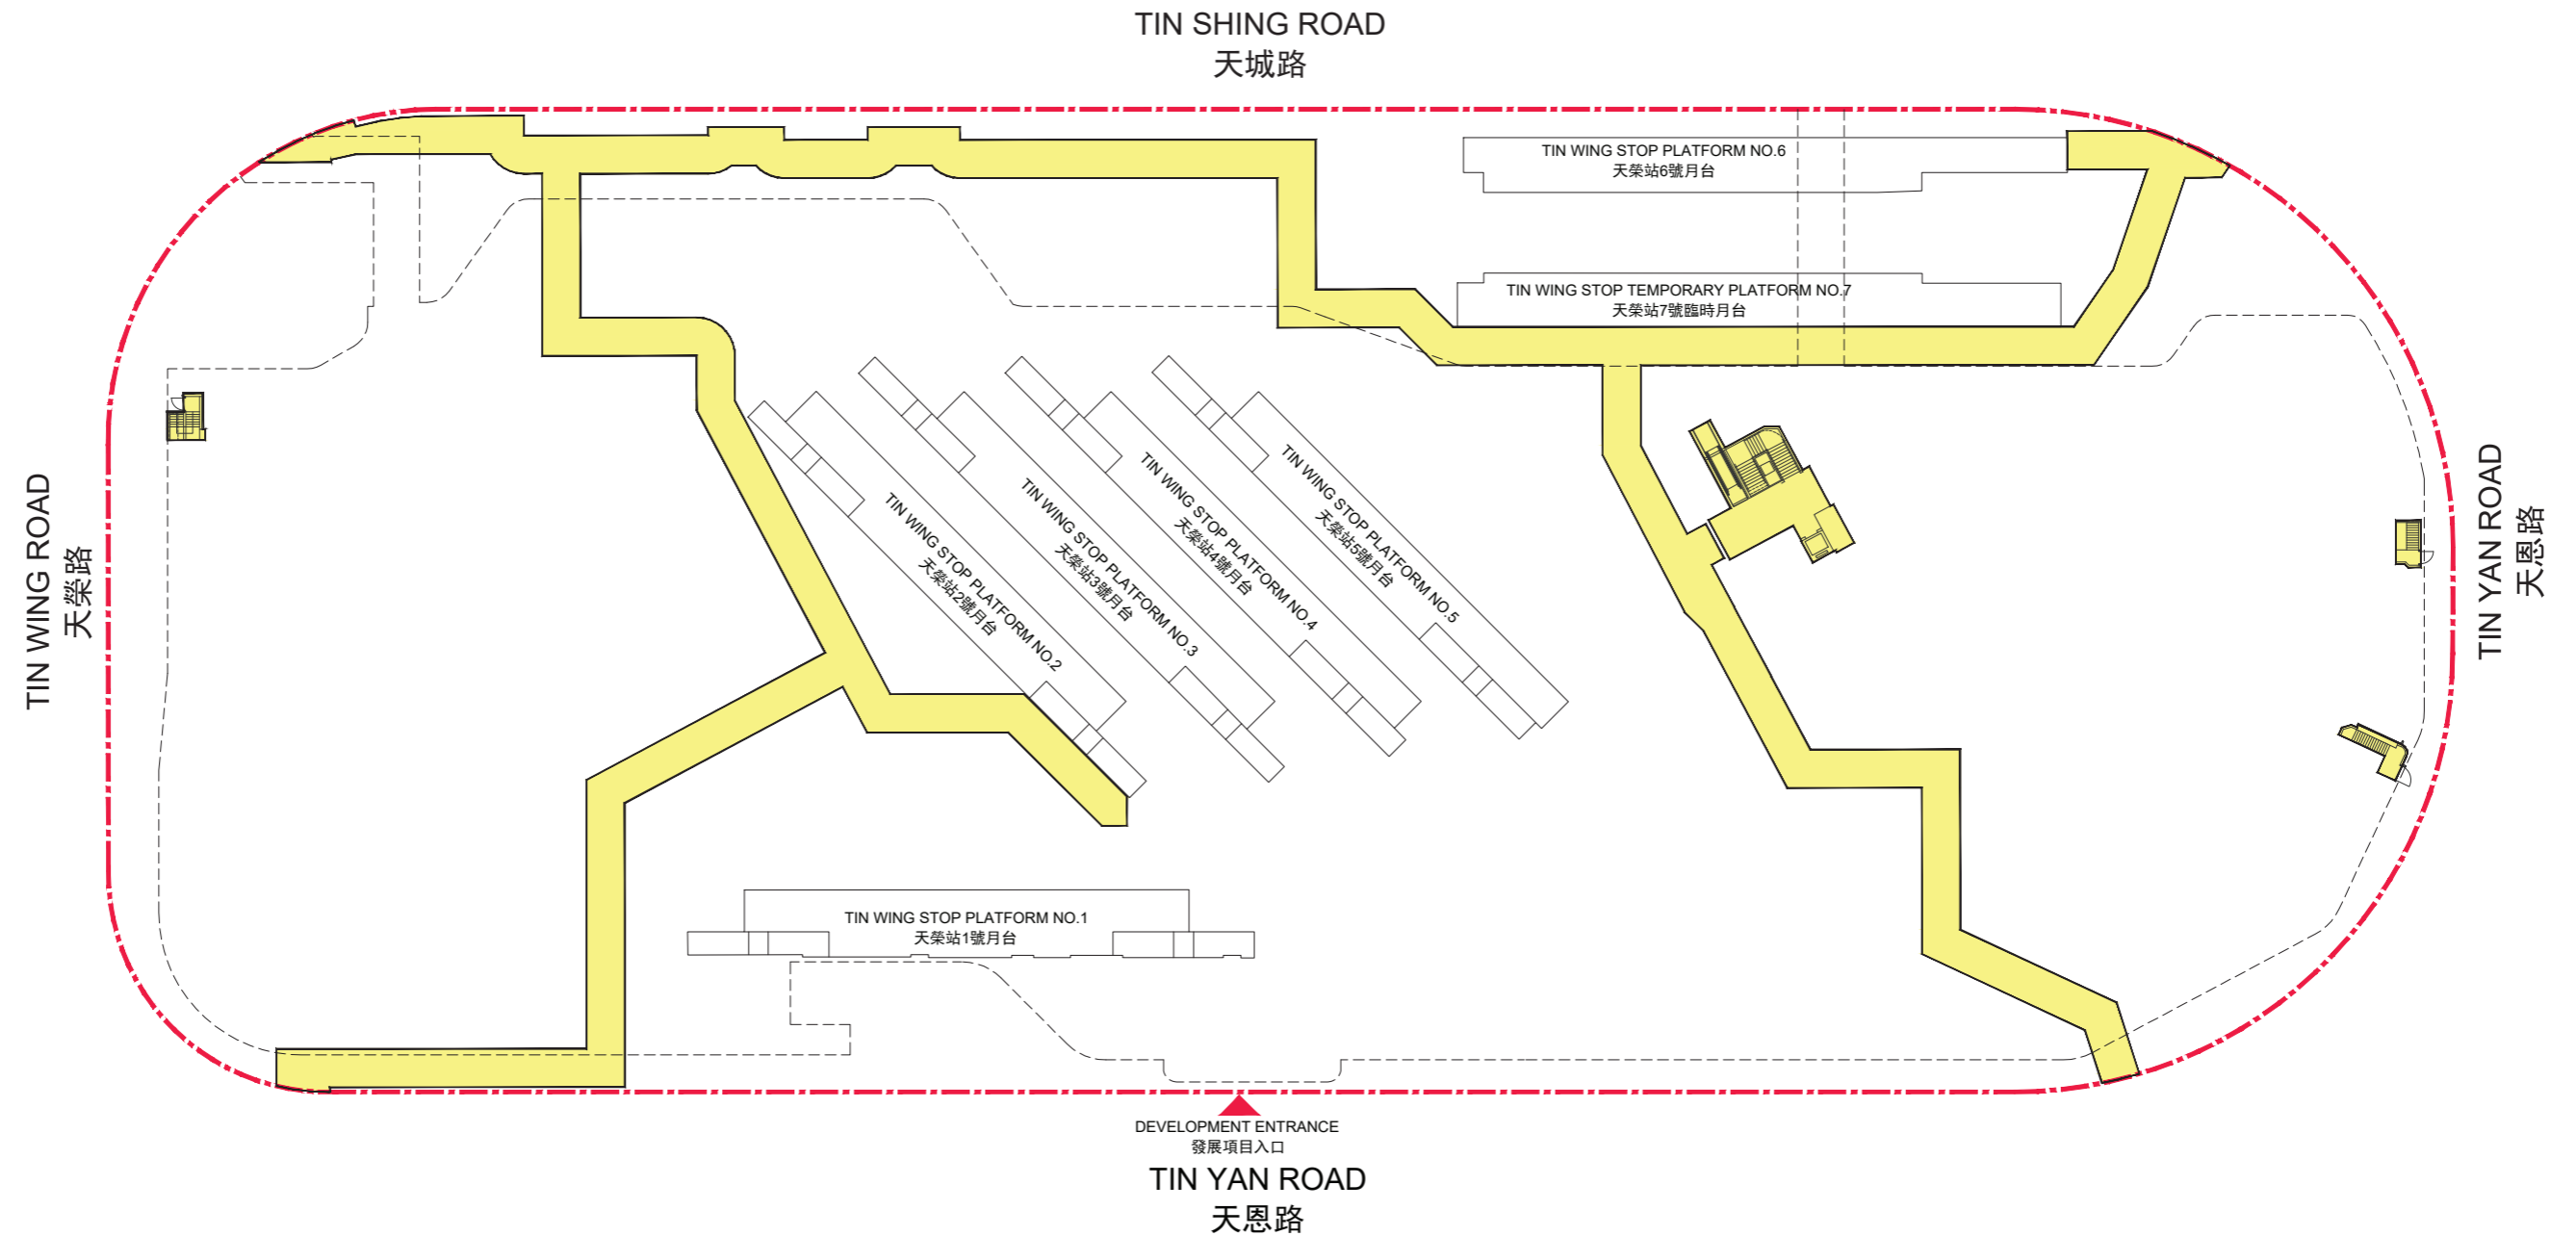 TIN SHING ROAD
天城路
TIN WING STOP PLATFORM NO.6
天榮站6號月台
TIN WING STOP TEMPORARY PLATFORM NO.7
天榮站7號臨時月台
TIN WING ROAD
天榮路
TIN WING STOP PLATFORM NO.2
天榮站2號月台
TIN WING STOP PLATFORM NO.3
天榮站3號月台
TIN WING STOP PLATFORM NO.4
天榮站4號月台
TIN WING STOP PLATFORM NO.5
天榮站5號月台
TIN YAN ROAD
天恩路
TIN WING STOP PLATFORM NO.1
天榮站1號月台
DEVELOPMENT ENTRANCE
發展項目入口
TIN YAN ROAD
天恩路